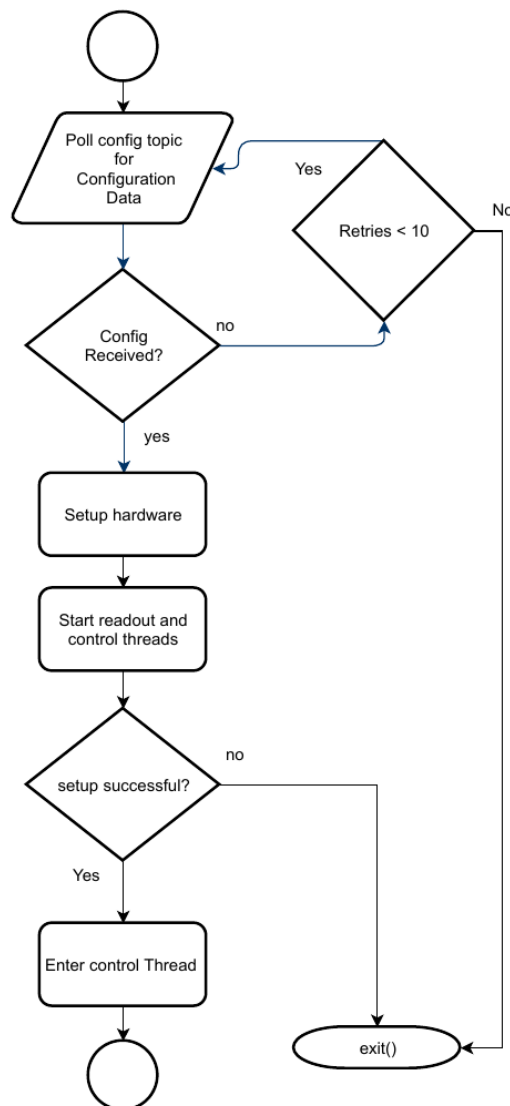 Poll config topic
for
Configuration
Data
Yes
Retries < 10
No
Config
Received?
no
yes
Setup hardware
Start readout and
control threads
setup successful?
no
Yes
Enter control Thread
exit()